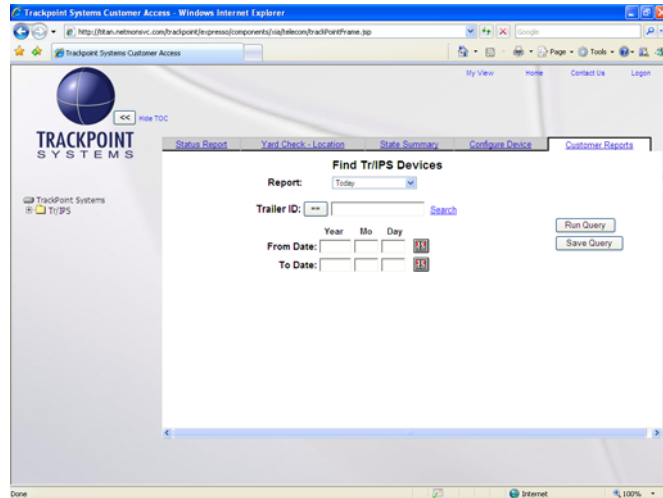 Trackpoint Systems Customer Access - Windows Internet Explorer
http://titan.netmonsvc.com/trackpoint/expresso/components/via/telecom/trackPointFrame.jsp
Google
Trackpoint Systems Customer Access
Page Tools
My View Home Contact Us Logon
<< Hide TOC
TRACKPOINT
SYSTEMS
Status Report Yard Check - Location State Summary Configure Device Customer Reports
Find Tr/IPS Devices
Report: Today
TrackPoint Systems
Tr/IPS
Trailer ID: == Search
Run Query
Year Mo Day
From Date:
Save Query
To Date:
Done Internet 100%